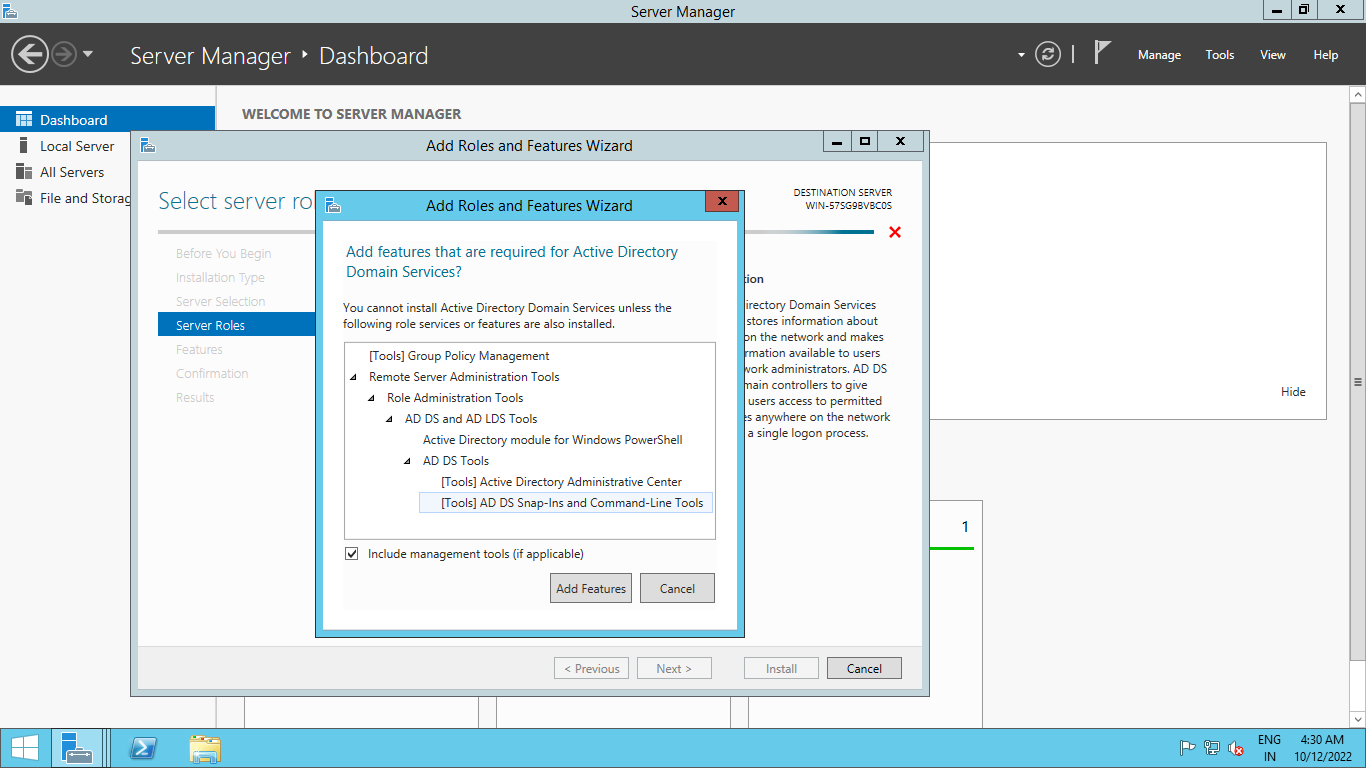 Server Manager
Server Manager ‣ Dashboard
Manage Tools View Help
Dashboard
Local Server
All Servers
File and Storag
WELCOME TO SERVER MANAGER
Hide
1
Add Roles and Features Wizard
Select server ro
DESTINATION SERVER
WIN-57SG9BVBC0S
Before You Begin
Installation Type
Server Selection
Server Roles
Features
Confirmation
Results
tion
irectory Domain Services
stores information about
on the network and makes
rmation available to users
work administrators. AD DS
main controllers to give
users access to permitted
es anywhere on the network
a single logon process.
Add Roles and Features Wizard
Add features that are required for Active Directory
Domain Services?
You cannot install Active Directory Domain Services unless the
following role services or features are also installed.
[Tools] Group Policy Management
Remote Server Administration Tools
Role Administration Tools
AD DS and AD LDS Tools
Active Directory module for Windows PowerShell
AD DS Tools
[Tools] Active Directory Administrative Center
[Tools] AD DS Snap-Ins and Command-Line Tools
Include management tools (if applicable)
Add Features Cancel
< Previous Next > Install Cancel
ENG 4:30 AM
IN 10/12/2022